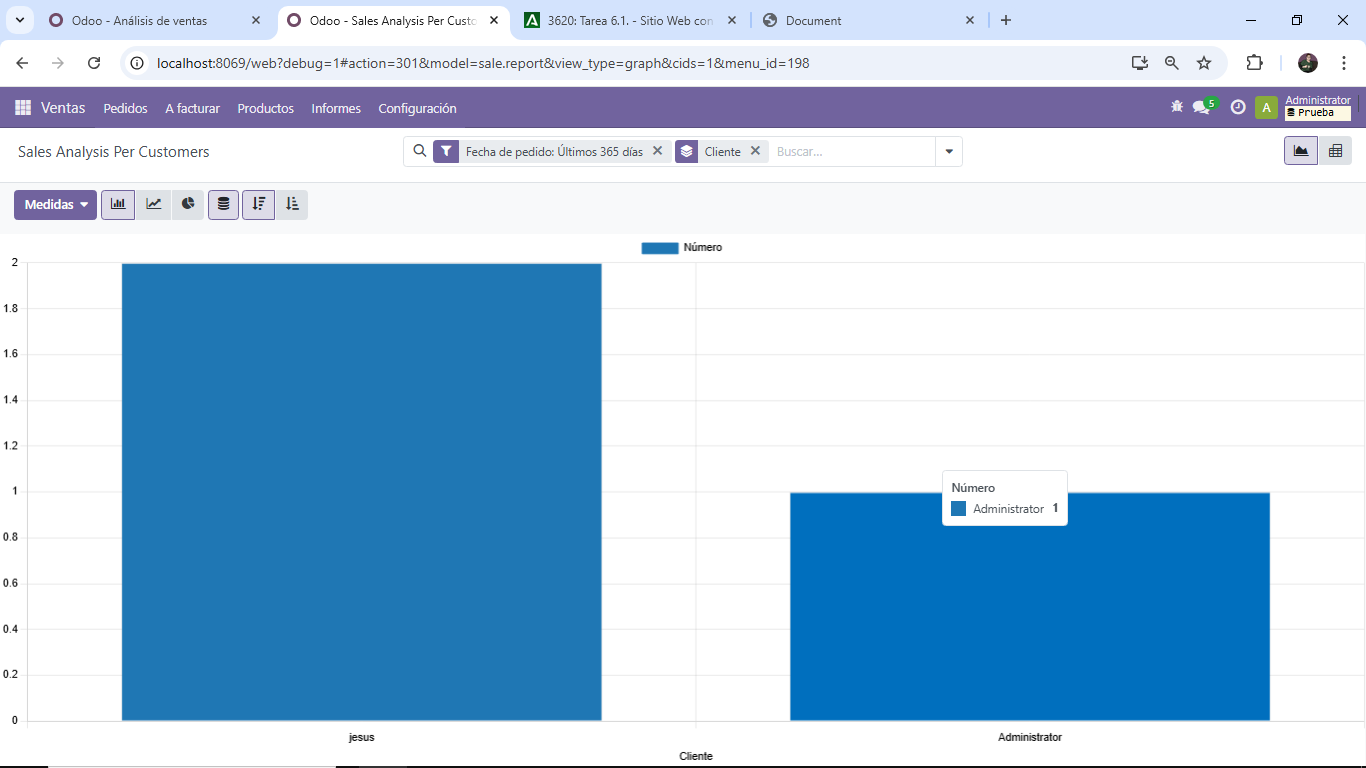 Odoo - Análisis de ventas
Odoo - Sales Analysis Per Custo
3620: Tarea 6.1. - Sitio Web con
Document
localhost:8069/web?debug=1#action=301&model=sale.report&view_type=graph&cids=1&menu_id=198
Ventas Pedidos A facturar Productos Informes Configuración
5
A
Administrator
Prueba
Sales Analysis Per Customers
Fecha de pedido: Últimos 365 días
Cliente
Buscar...
Medidas
Número
2
1.8
1.6
1.4
1.2
1
0.8
0.6
0.4
0.2
0
Número
Administrator 1
jesus
Administrator
Cliente